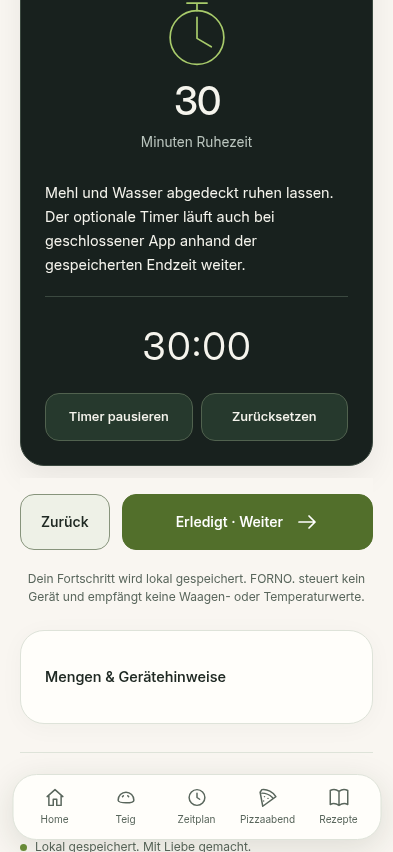 30
Minuten Ruhezeit
Mehl und Wasser abgedeckt ruhen lassen.
Der optionale Timer läuft auch bei
geschlossener App anhand der
gespeicherten Endzeit weiter.
30:00
Timer pausieren
Zurücksetzen
Zurück
Erledigt · Weiter
Dein Fortschritt wird lokal gespeichert. FORNO. steuert kein
Gerät und empfängt keine Waagen- oder Temperaturwerte.
Mengen & Gerätehinweise
Home
Teig
Zeitplan
Pizzaabend
Rezepte
Lokal gespeichert. Mit Liebe gemacht.